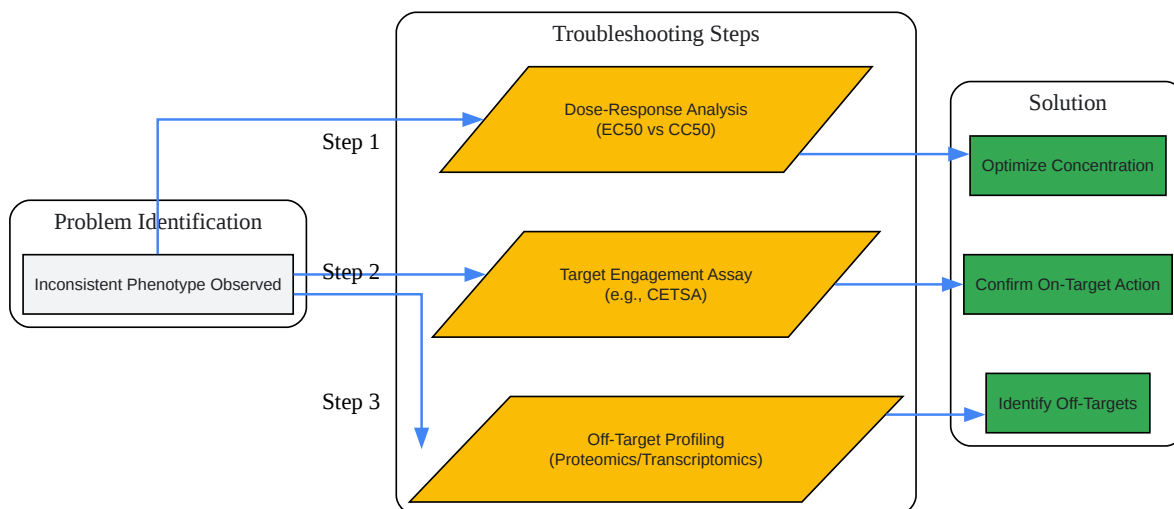 Troubleshooting Steps
Dose-Response Analysis
(EC50 vs CC50)
Solution
Step 1
Optimize Concentration
Problem Identification
Inconsistent Phenotype Observed
Step 2
Target Engagement Assay
(e.g., CETSA)
Confirm On-Target Action
Step 3
Identify Off-Targets
Off-Target Profiling
(Proteomics/Transcriptomics)